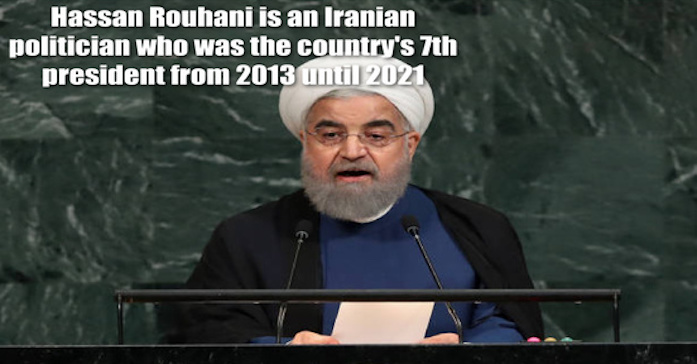 Hassan Rouhani is an Iranian
politician who was the country's 7th
president from 2013 until 2021